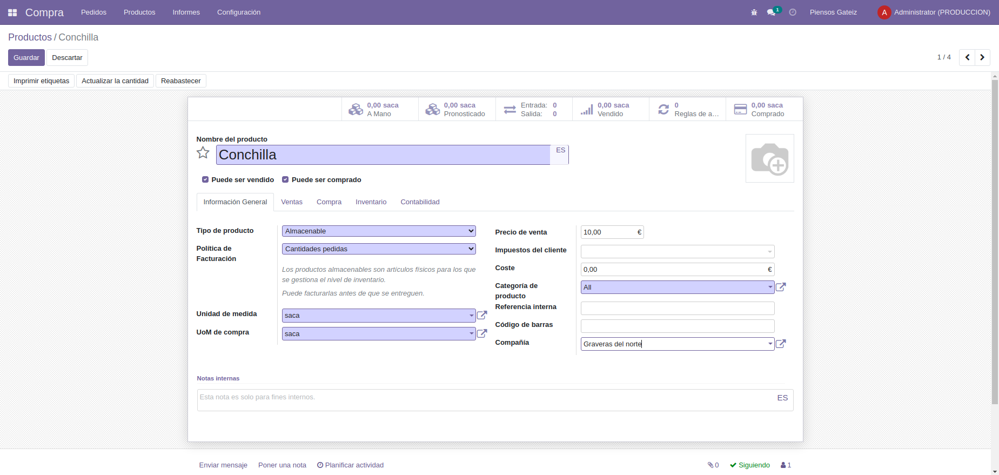 Compra
Pedidos
Productos
Informes
Configuración
1
Piensos Gateiz
A
Administrator (PRODUCCION)
Productos / Conchilla
Guardar
Descartar
1 / 4
Imprimir etiquetas
Actualizar la cantidad
Reabastecer
0,00 saca
A Mano
0,00 saca
Pronosticado
Entrada: 0
Salida: 0
0,00 saca
Vendido
0
Reglas de a…
0,00 saca
Comprado
Nombre del producto
Conchilla
ES
Puede ser vendido
Puede ser comprado
Información General
Ventas
Compra
Inventario
Contabilidad
Tipo de producto
Almacenable
Política de
Facturación
Cantidades pedidas
Los productos almacenables son artículos físicos para los que
se gestiona el nivel de inventario.
Puede facturarlas antes de que se entreguen.
Unidad de medida
saca
UoM de compra
saca
Precio de venta
10,00 €
Impuestos del cliente
Coste
0,00 €
Categoría de
producto
All
Referencia interna
Código de barras
Compañía
Graveras del norte
Notas internas
Esta nota es solo para fines internos.
ES
Enviar mensaje
Poner una nota
Planificar actividad
0
Siguiendo
1